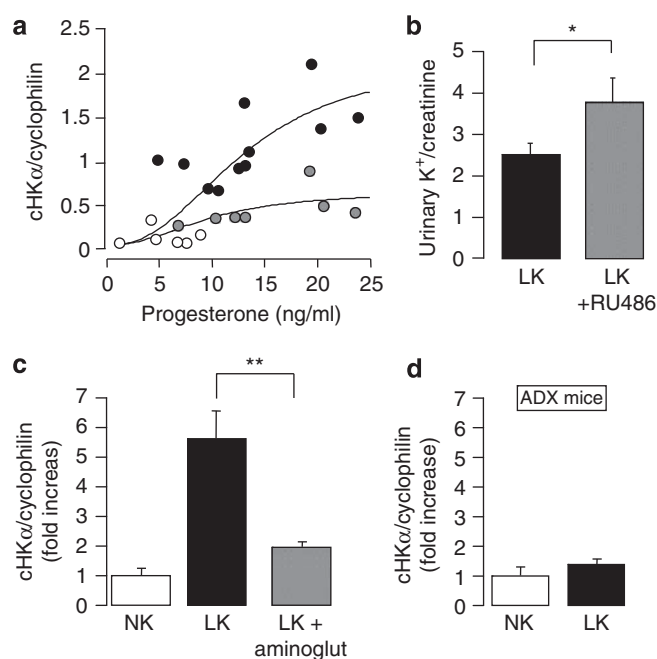 a
2.5
2
1.5
1
0.5
0
cHKα/cyclophilin
0 5 10 15 20 25
Progesterone (ng/ml)
b
*
5
4
3
2
1
0
Urinary K⁺/creatinine
LK LK
+RU486
c
**
7
6
5
4
3
2
1
0
cHKα/cyclophilin
(fold increas)
NK LK LK +
aminoglut
d
ADX mice
7
6
5
4
3
2
1
0
cHKα/cyclophilin
(fold increase)
NK LK